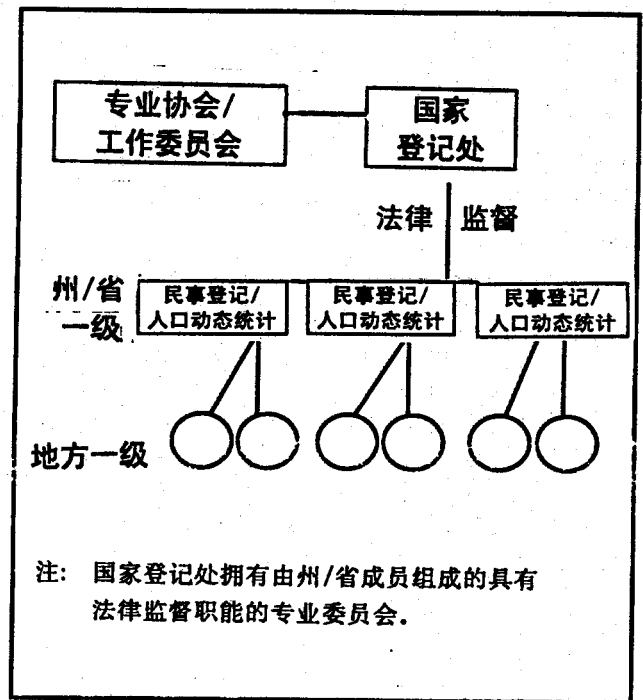 专业协会/
工作委员会
国家
登记处
法律 监督
州/省
一级
民事登记/
人口动态统计
民事登记/
人口动态统计
民事登记/
人口动态统计
地方一级
注: 国家登记处拥有由州/省成员组成的具有
法律监督职能的专业委员会.